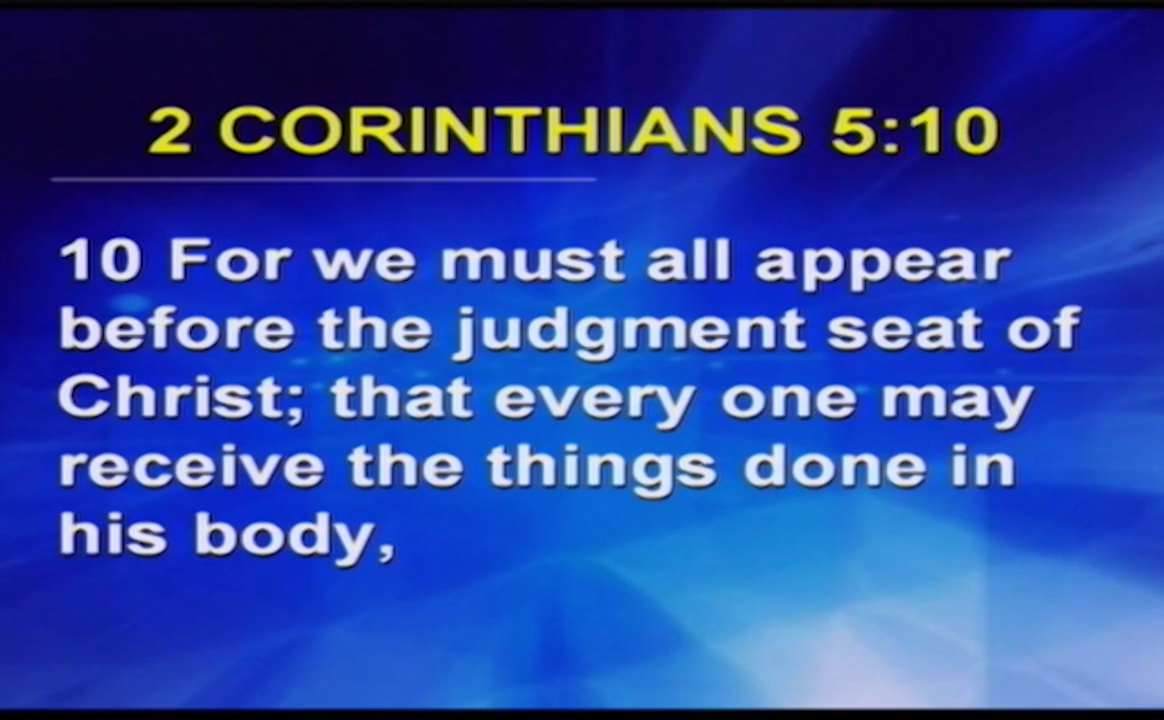 2 CORINTHIANS 5:10
10 For we must all appear
before the judgment seat of
Christ; that every one may
receive the things done in
his body,